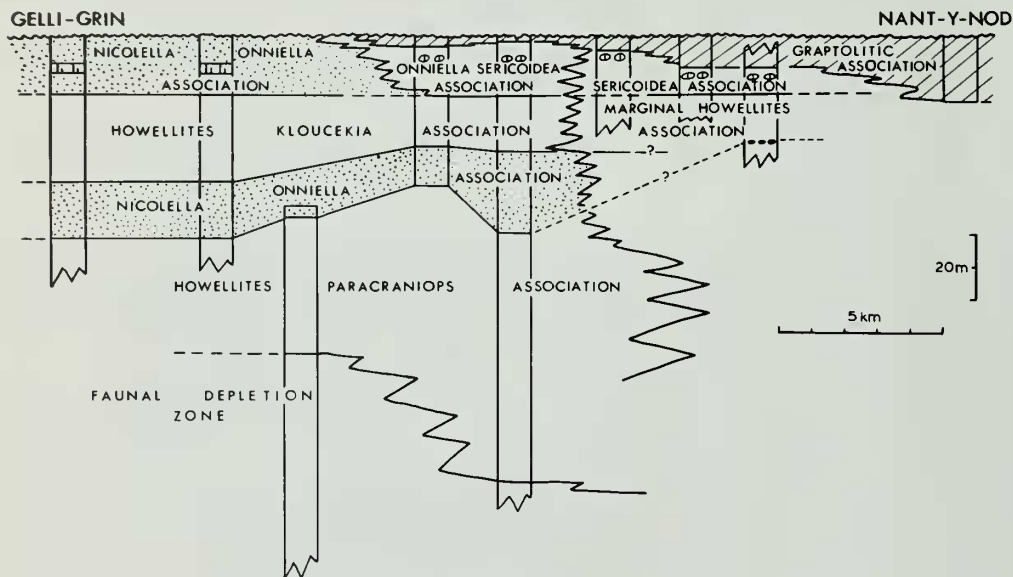 GELLI-GRIN
NANT-Y-NOD
NICOLELLA ONNIELLA
ASSOCIATION
ONNIELLA SERICOIDEA
ASSOCIATION
SERICOIDEA ASSOCIATION
GRAPTOLITIC
ASSOCIATION
MARGINAL HOWELLITES
ASSOCIATION
HOWELLITES KLOUCEKIA ASSOCIATION
?
?
NICOLELLA ONNIELLA ASSOCIATION
HOWELLITES PARACRANIOPS ASSOCIATION
20m
5 km
FAUNAL DEPLETION
ZONE